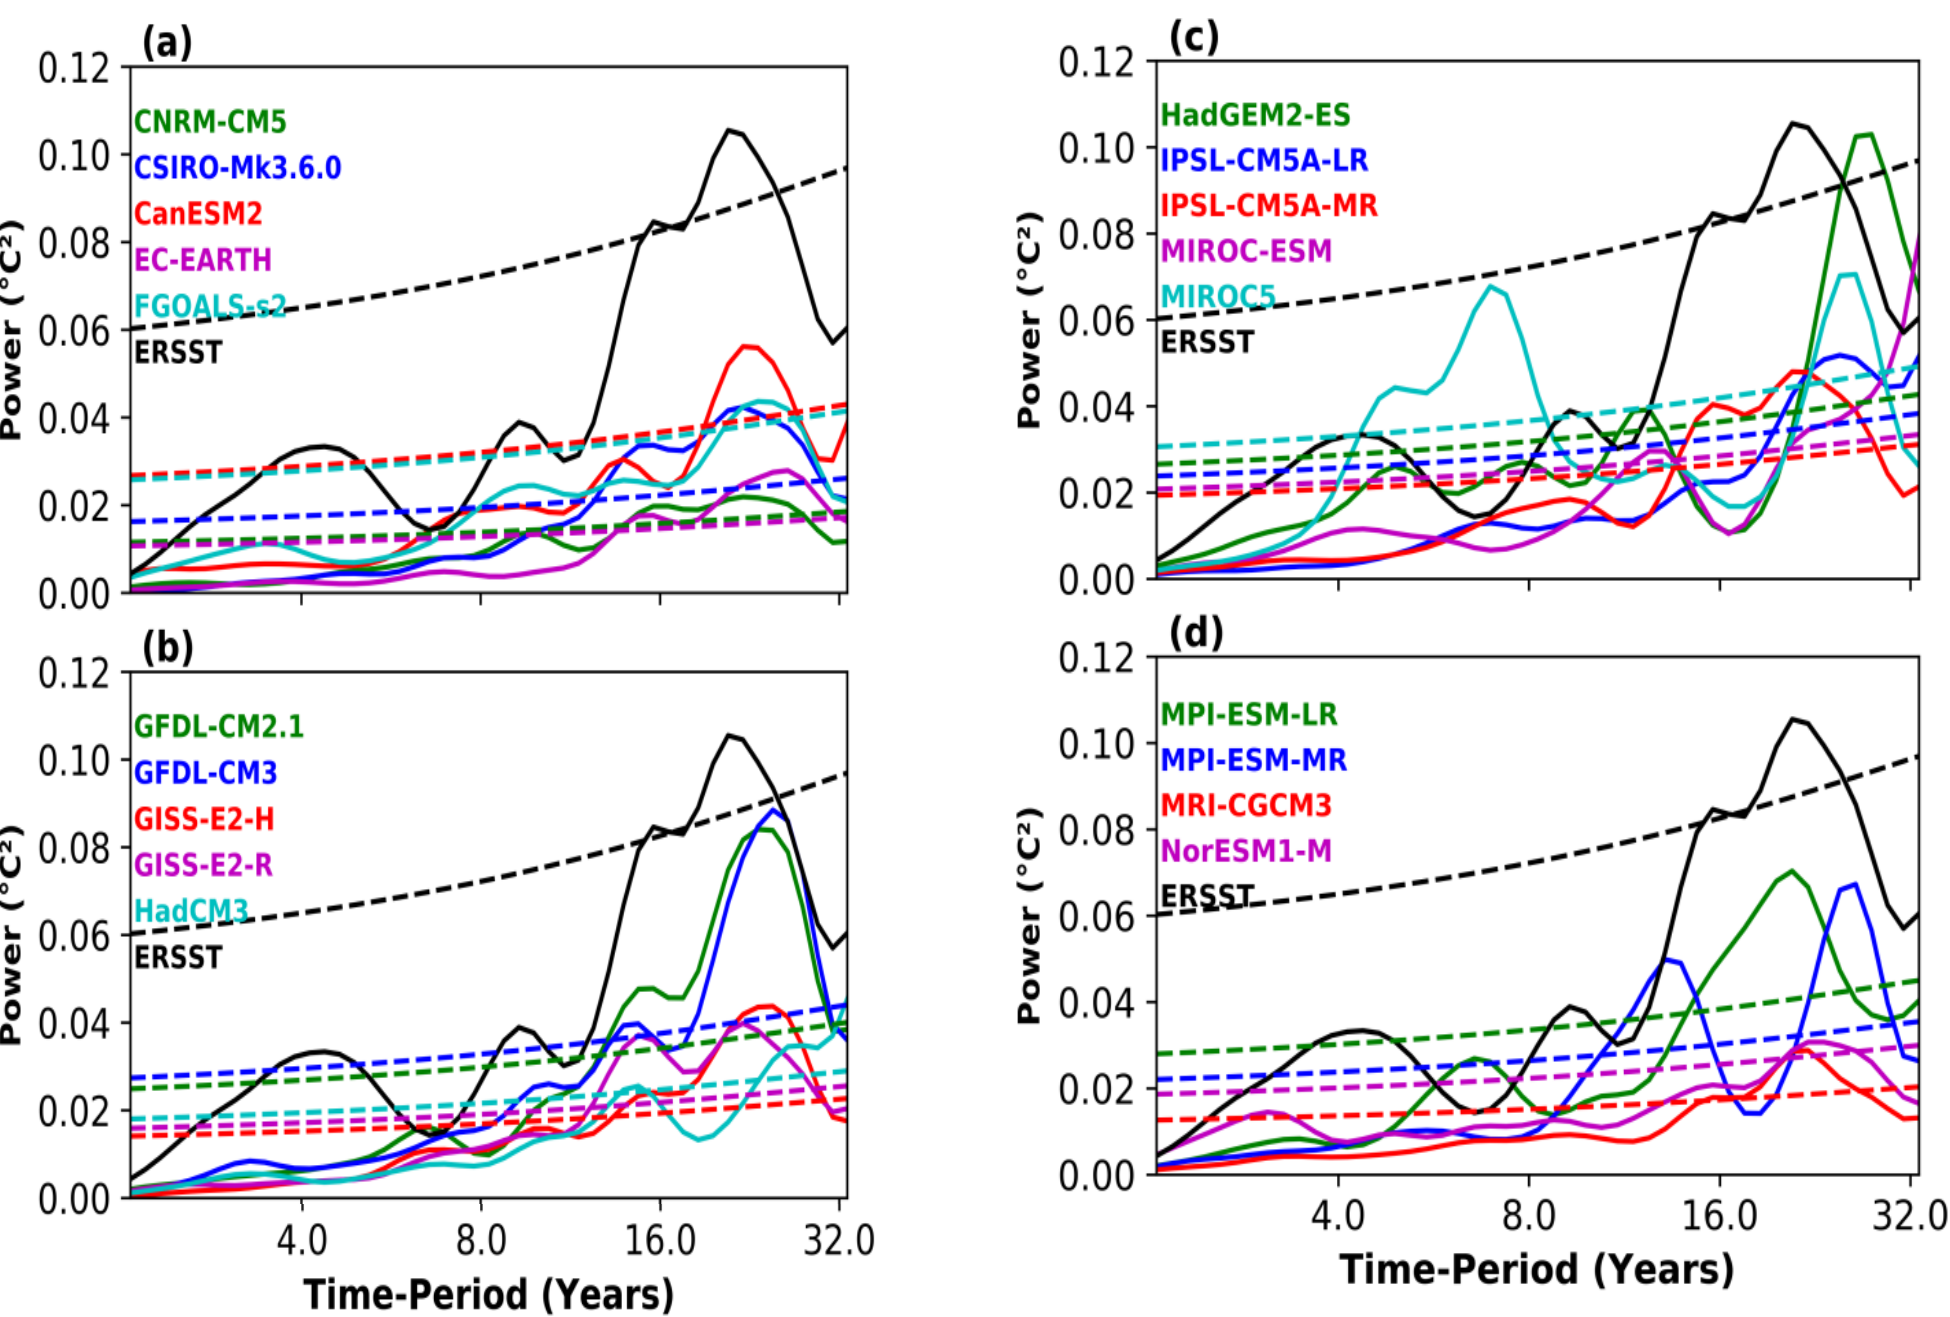 (a)
0.12
0.10
0.08
0.06
0.04
0.02
0.00
Power (°C²)
CNRM-CM5
CSIRO-Mk3.6.0
CanESM2
EC-EARTH
FGOALS-s2
ERSST
(b)
0.12
0.10
0.08
0.06
0.04
0.02
0.00
Power (°C²)
GFDL-CM2.1
GFDL-CM3
GISS-E2-H
GISS-E2-R
HadCM3
ERSST
4.0 8.0 16.0 32.0
Time-Period (Years)
(c)
0.12
0.10
0.08
0.06
0.04
0.02
0.00
Power (°C²)
HadGEM2-ES
IPSL-CM5A-LR
IPSL-CM5A-MR
MIROC-ESM
MIROC5
ERSST
(d)
0.12
0.10
0.08
0.06
0.04
0.02
0.00
Power (°C²)
MPI-ESM-LR
MPI-ESM-MR
MRI-CGCM3
NorESM1-M
ERSST
4.0 8.0 16.0 32.0
Time-Period (Years)